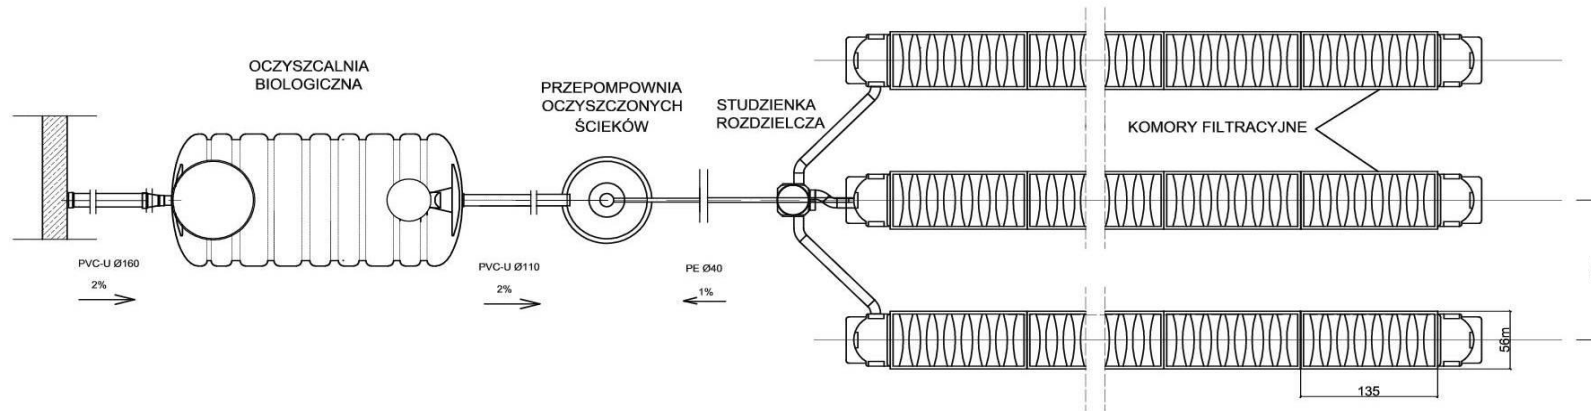 OCZYSZCALNIA
BIOLOGICZNA
PRZEPOMPOWNIA
OCZYSZCZONYCH
ŚCIEKÓW
STUDZIENKA
ROZDZIELCZA
KOMORY FILTRACYJNE
PVC-U Ø160
2%
PVC-U Ø110
2%
PE Ø40
1%
56m
135